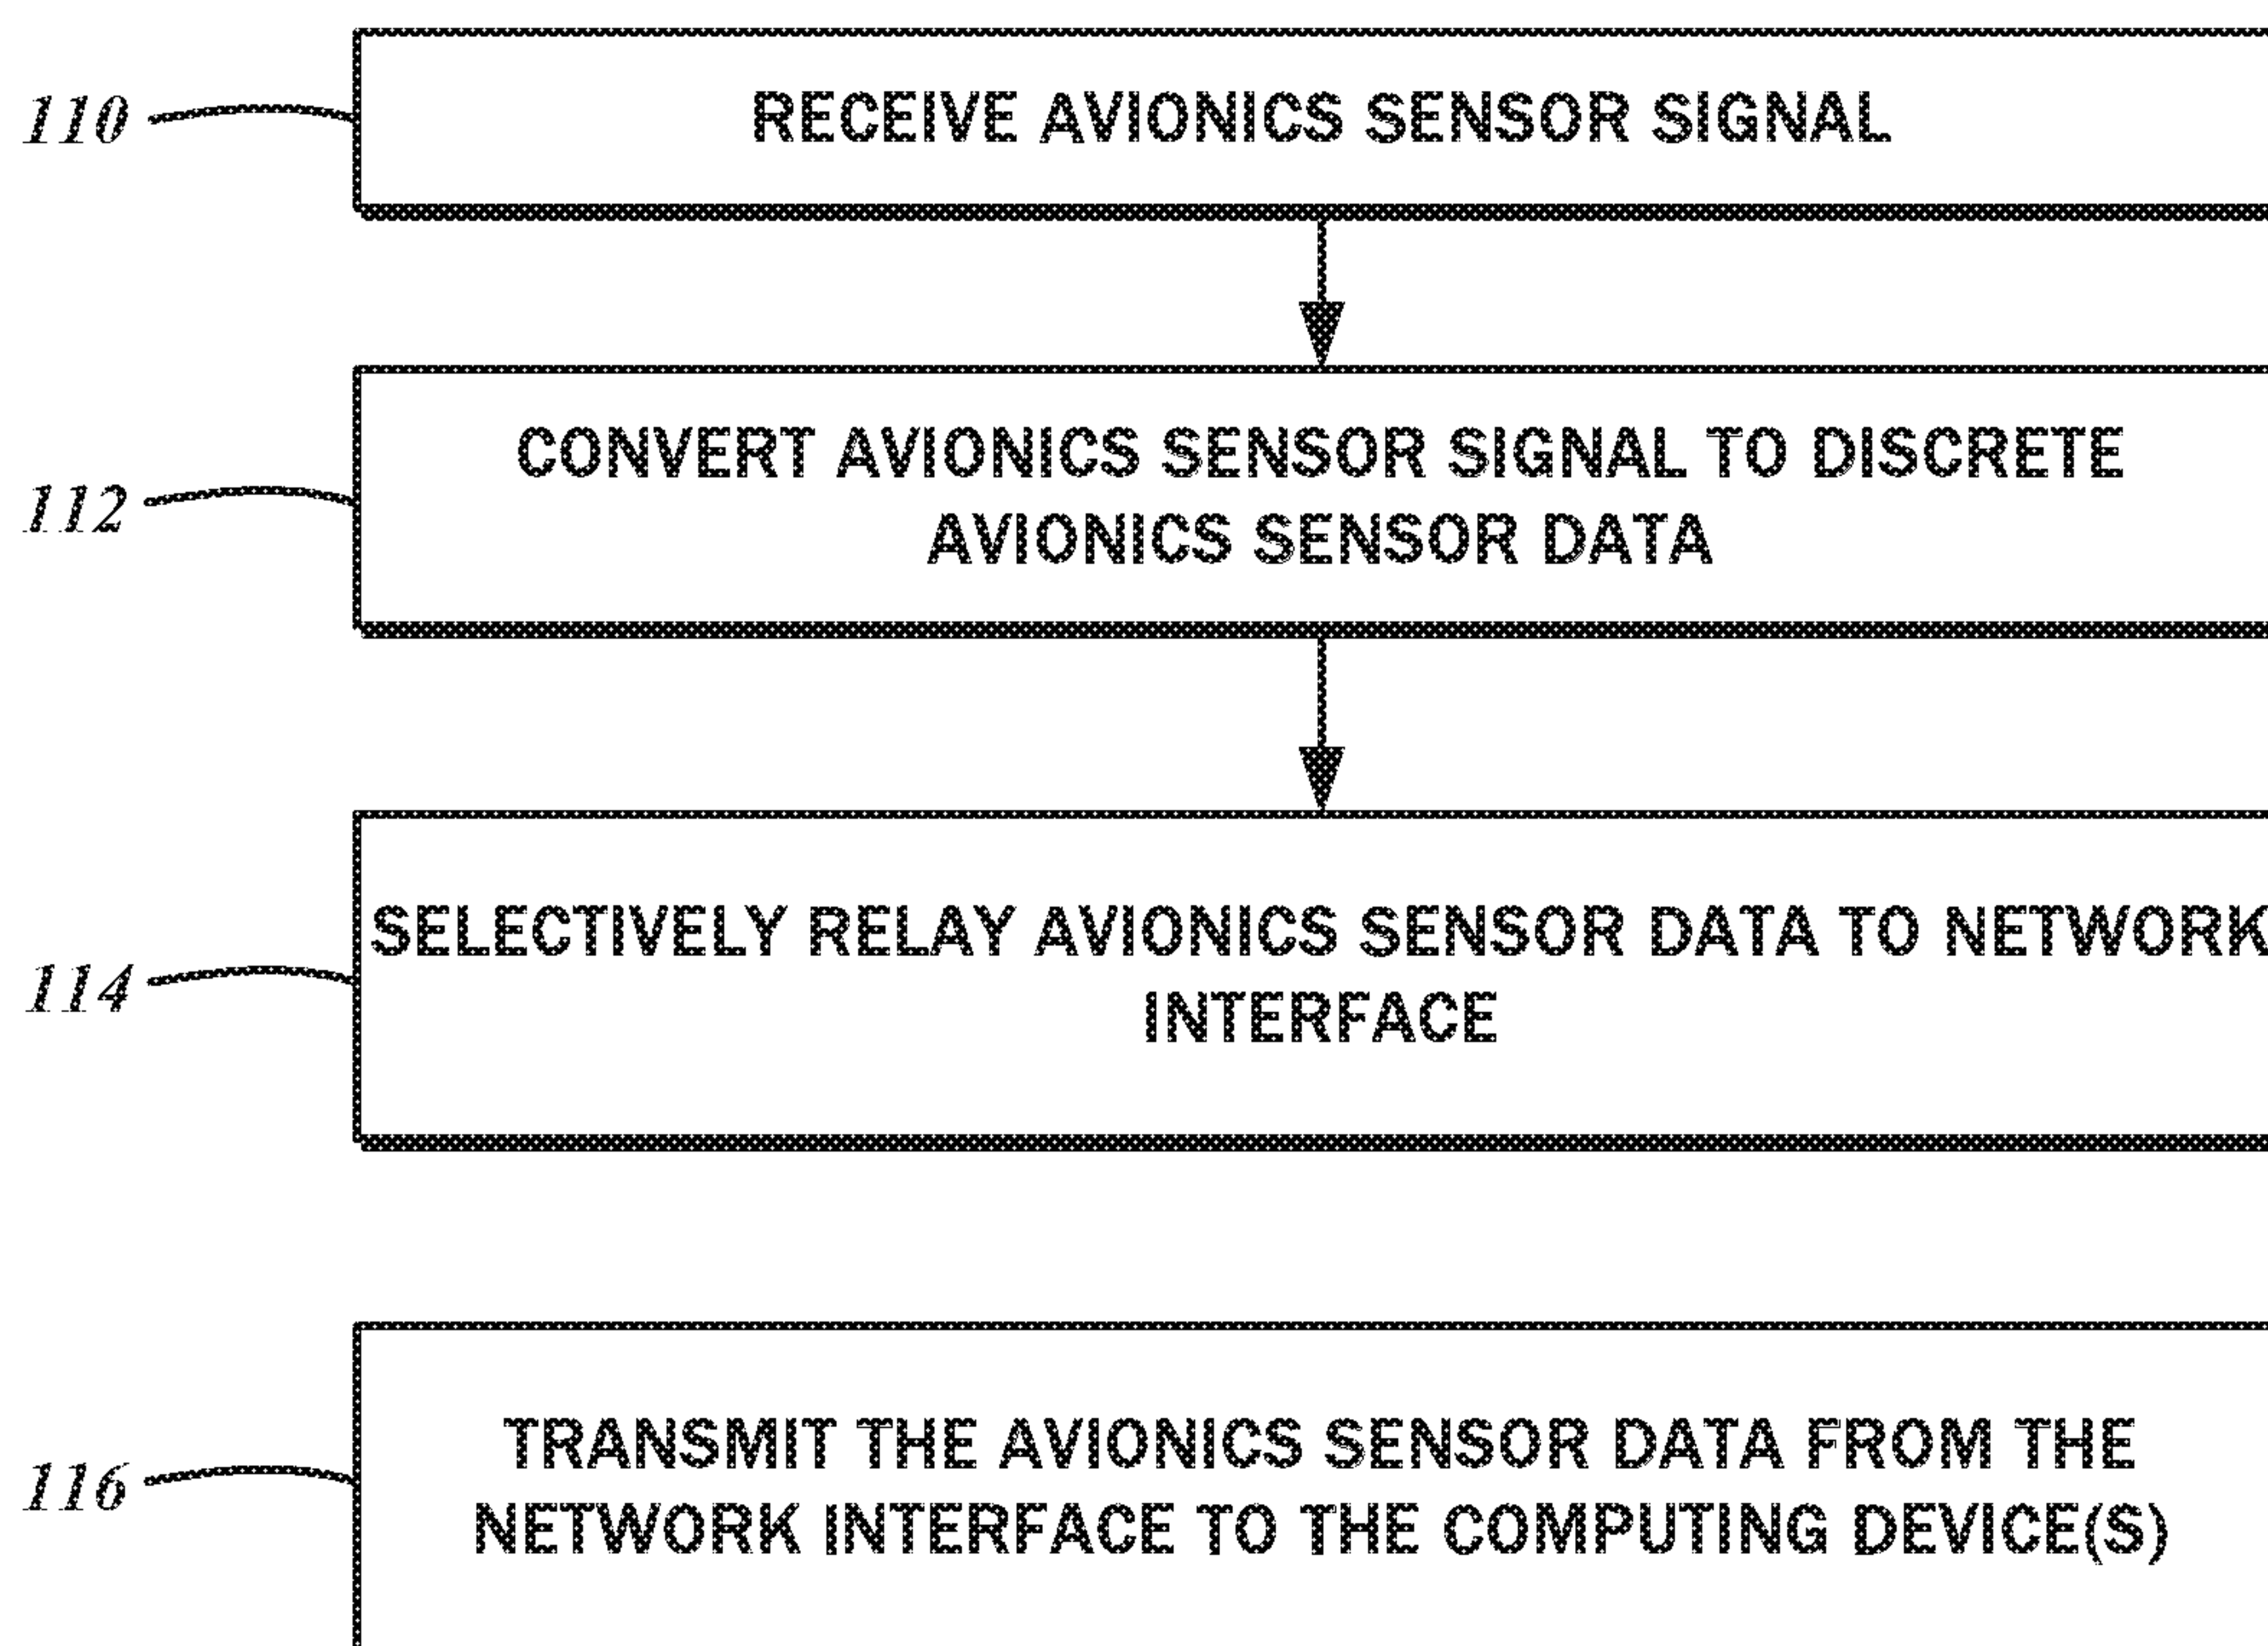 110
RECEIVE AVIONICS SENSOR SIGNAL
112
CONVERT AVIONICS SENSOR SIGNAL TO DISCRETE
AVIONICS SENSOR DATA
114
SELECTIVELY RELAY AVIONICS SENSOR DATA TO NETWORK
INTERFACE
116
TRANSMIT THE AVIONICS SENSOR DATA FROM THE
NETWORK INTERFACE TO THE COMPUTING DEVICE(S)